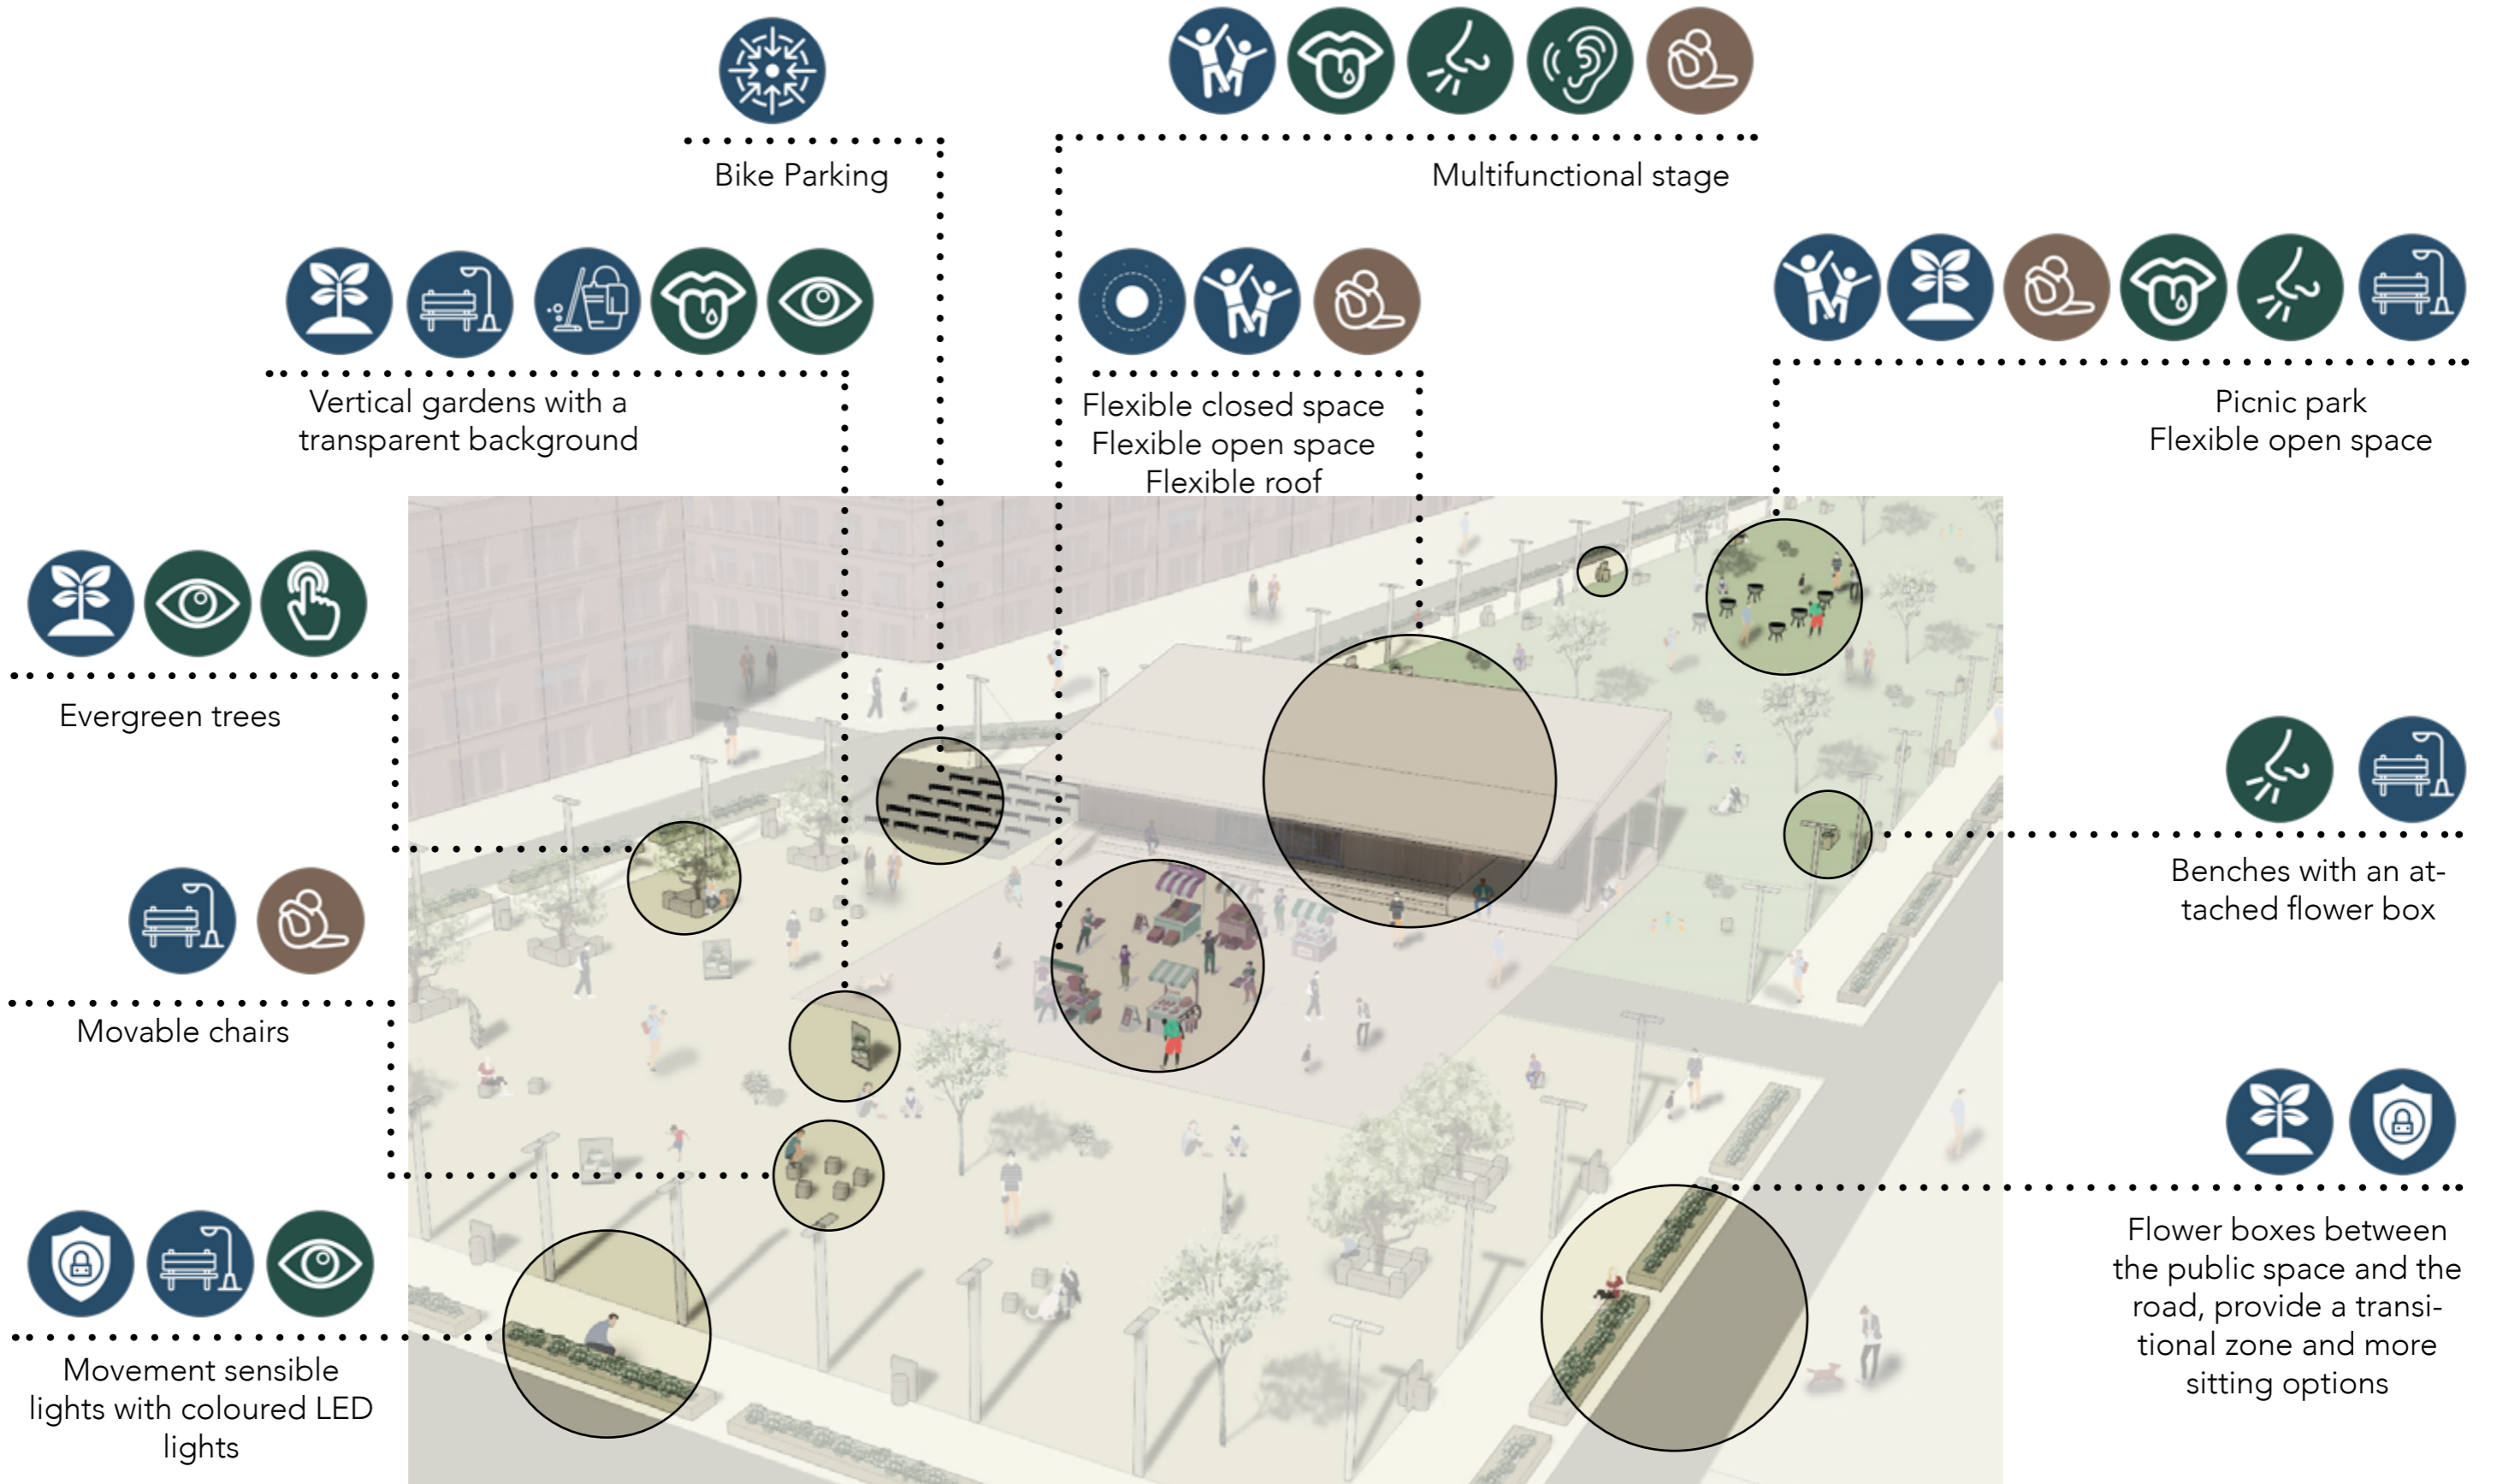 Bike Parking
Multifunctional stage
Vertical gardens with a
transparent background
Flexible closed space
Flexible open space
Flexible roof
Picnic park
Flexible open space
Evergreen trees
Benches with an at-
tached flower box
Movable chairs
Flower boxes between
the public space and the
road, provide a transi-
tional zone and more
sitting options
Movement sensible
lights with coloured LED
lights